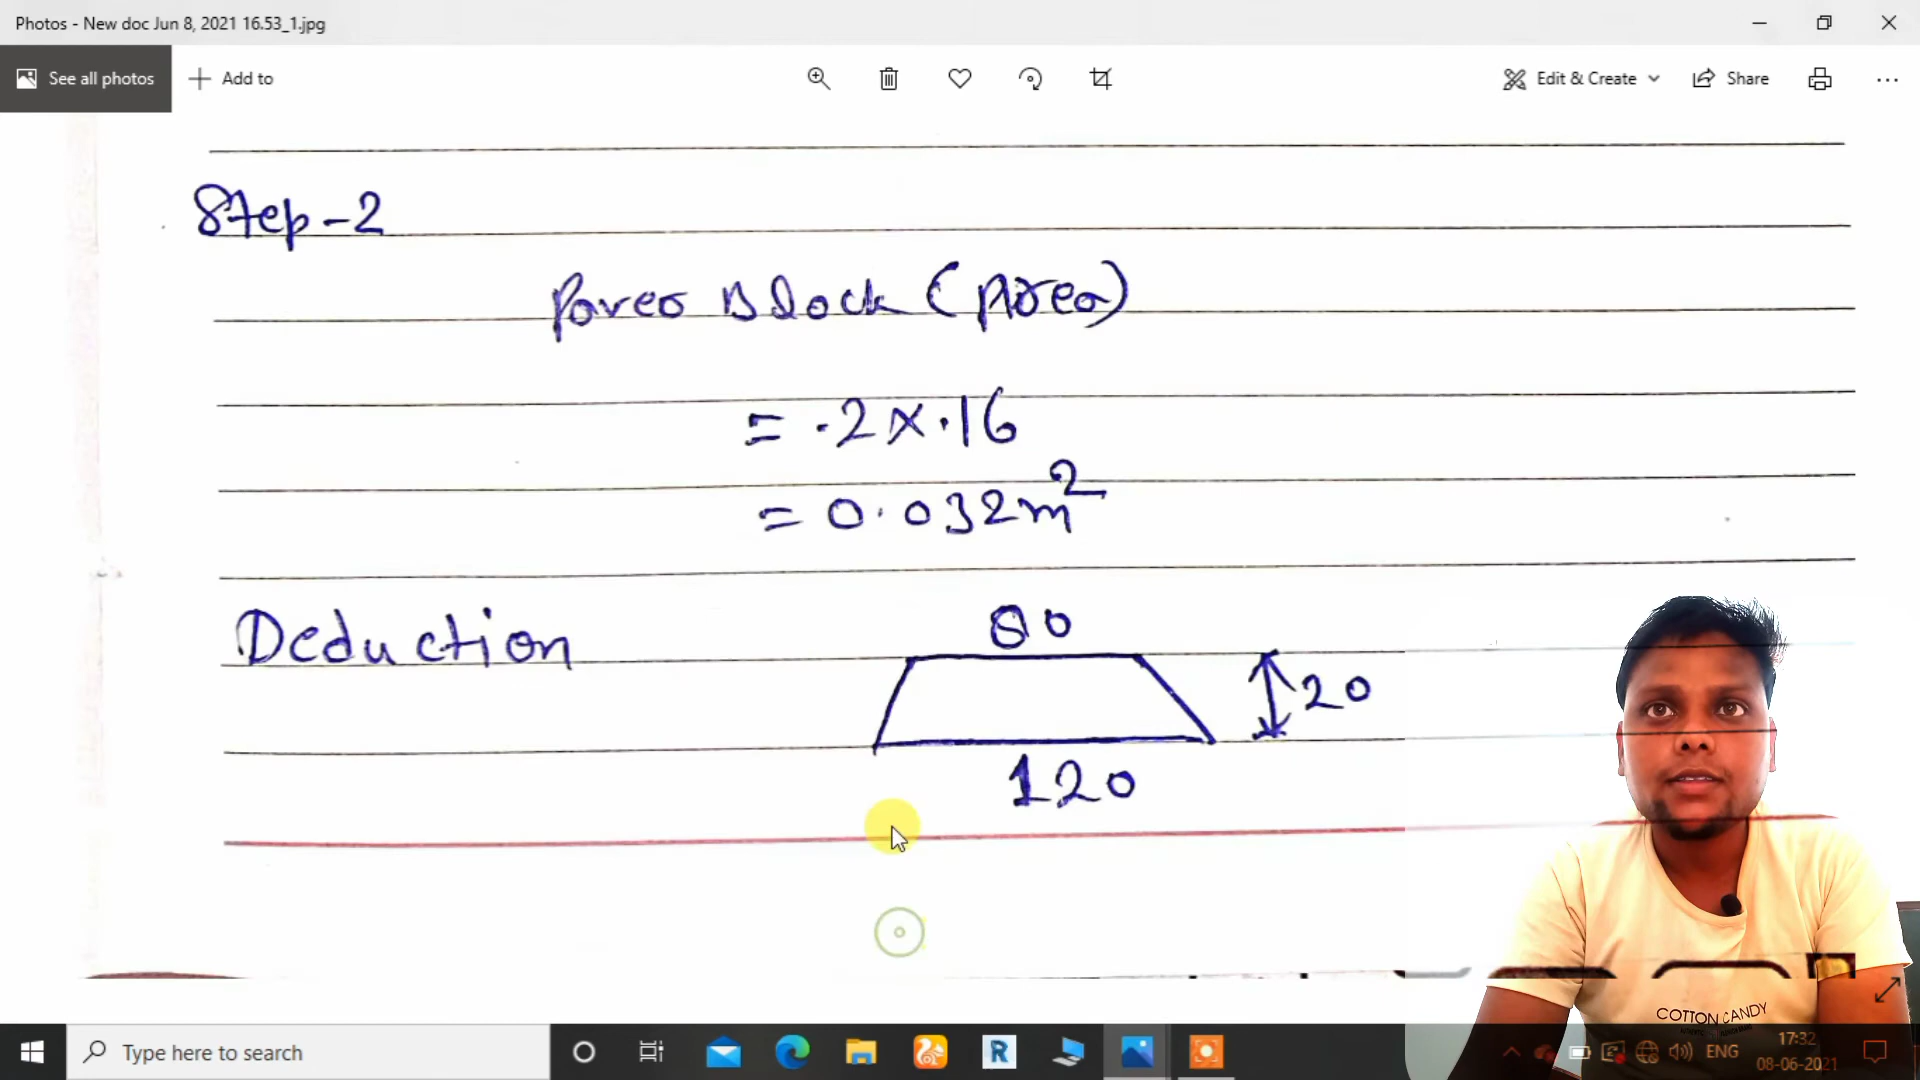 Photos - New doc Jun 8, 2021 16.53_1.jpg
See all photos
Add to
Edit & Create
Share
Step-2
Paver Block (Area)
= .2 x .16
= 0.032m²
Deduction
80
20
120
COTTON CANDY
Type here to search
ENG
17:32
08-06-2021